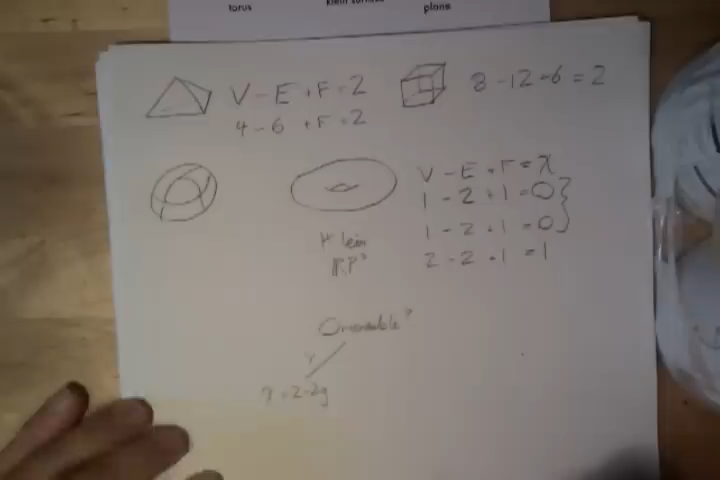 torus
klein surface
plane
V - E + F = 2
4 - 6 + F = 2
8 - 12 + 6 = 2
V - E + F = χ
1 - 2 + 1 = 0
Klein 1 - 2 + 1 = 0
RP² 2 - 2 + 1 = 1
Orientable?
Y
χ = 2 - 2g